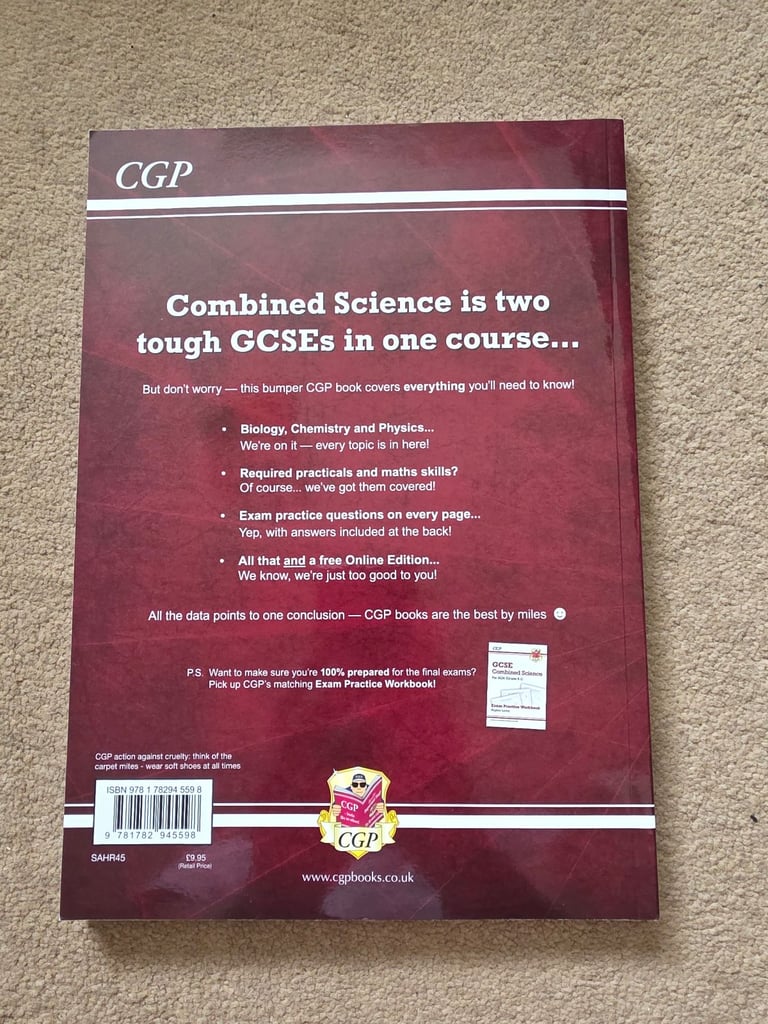 CGP
Combined Science is two
tough GCSEs in one course...
But don't worry — this bumper CGP book covers everything you'll need to know!
• Biology, Chemistry and Physics...
We're on it — every topic is in here!
• Required practicals and maths skills?
Of course... we've got them covered!
• Exam practice questions on every page...
Yep, with answers included at the back!
• All that and a free Online Edition...
We know, we're just too good to you!
All the data points to one conclusion — CGP books are the best by miles
P.S. Want to make sure you're 100% prepared for the final exams?
Pick up CGP's matching Exam Practice Workbook!
CGP
GCSE
Combined Science
Exam Practice Workbook
Higher Level
CGP action against cruelty: think of the
carpet mites - wear soft shoes at all times
ISBN 978 1 78294 559 8
9 781782 945598
SAHR45
£9.95
(Retail Price)
CGP
CGP
www.cgpbooks.co.uk